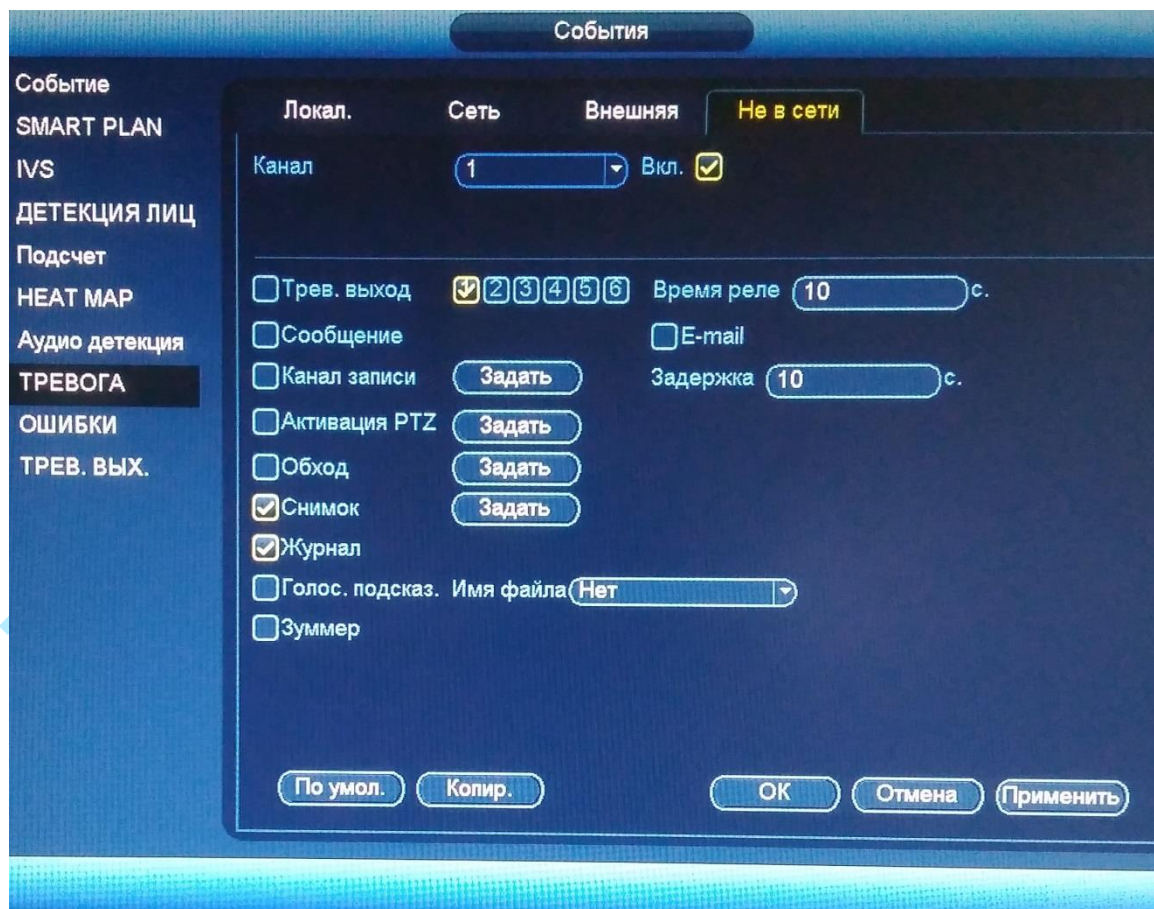 События
Событие
SMART PLAN
IVS
ДЕТЕКЦИЯ ЛИЦ
Подсчет
HEAT MAP
Аудио детекция
ТРЕВОГА
ОШИБКИ
ТРЕВ. ВЫХ.
Локал. Сеть Внешняя Не в сети
Канал 1 Вкл.
Трев. выход 1 2 3 4 5 6 Время реле 10 с.
Сообщение E-mail
Канал записи Задать Задержка 10 с.
Активация PTZ Задать
Обход Задать
Снимок Задать
Журнал
Голос. подсказ. Имя файла Нет
Зуммер
По умол. Копир. OK Отмена Применить